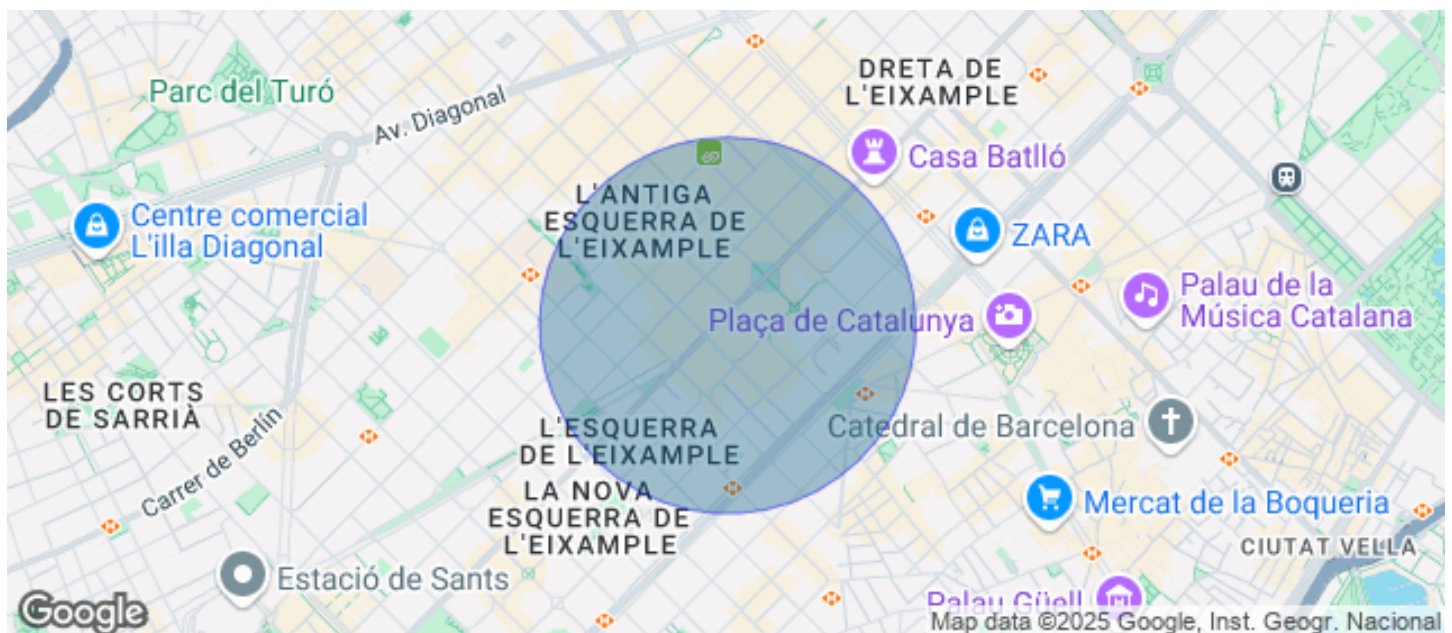 DRETA DE
L'EIXAMPLE
Parc del Turó
Av. Diagonal
Casa Batlló
L'ANTIGA
ESQUERRA DE
L'EIXAMPLE
Centre comercial
L'illa Diagonal
ZARA
Palau de la
Música Catalana
Plaça de Catalunya
LES CORTS
DE SARRIÀ
Carrer de Berlín
L'ESQUERRA
DE L'EIXAMPLE
Catedral de Barcelona
LA NOVA
ESQUERRA DE
L'EIXAMPLE
Mercat de la Boqueria
CIUTAT VELLA
Estació de Sants
Palau Güell
Google
Map data ©2025 Google, Inst. Geogr. Nacional